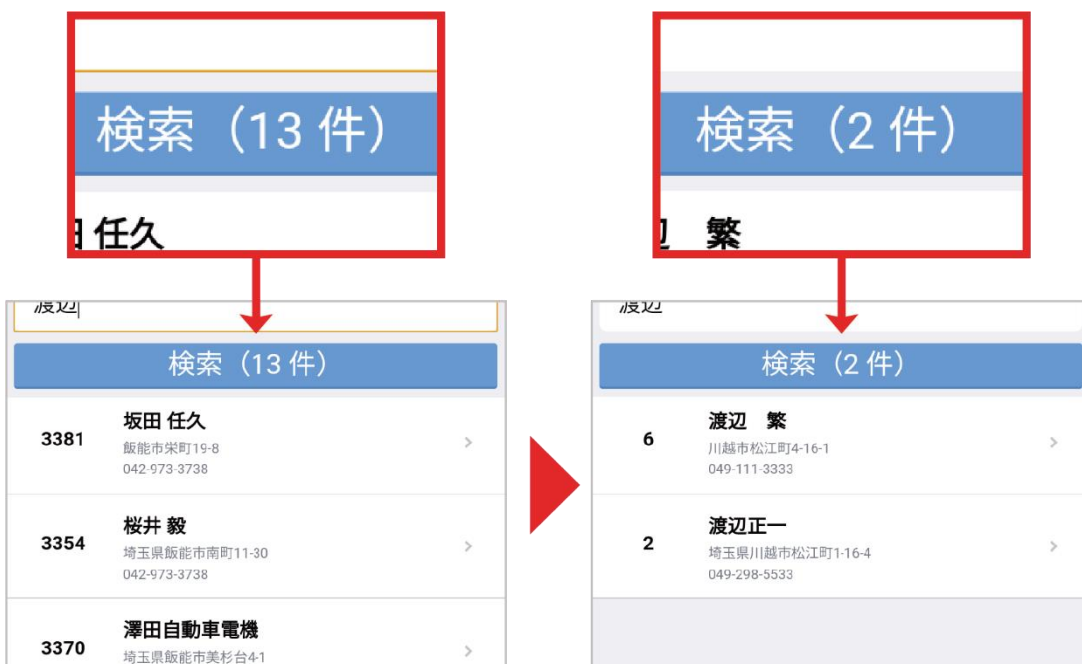 検索（13 件）
任久
検索（2 件）
繁
渡辺
検索（13 件）
3381
坂田 任久
飯能市栄町19-8
042-973-3738
3354
桜井 毅
埼玉県飯能市南町11-30
042-973-3738
3370
澤田自動車電機
埼玉県飯能市美杉台4-1
渡辺
検索（2 件）
6
渡辺　繁
川越市松江町4-16-1
049-111-3333
2
渡辺正一
埼玉県川越市松江町1-16-4
049-298-5533